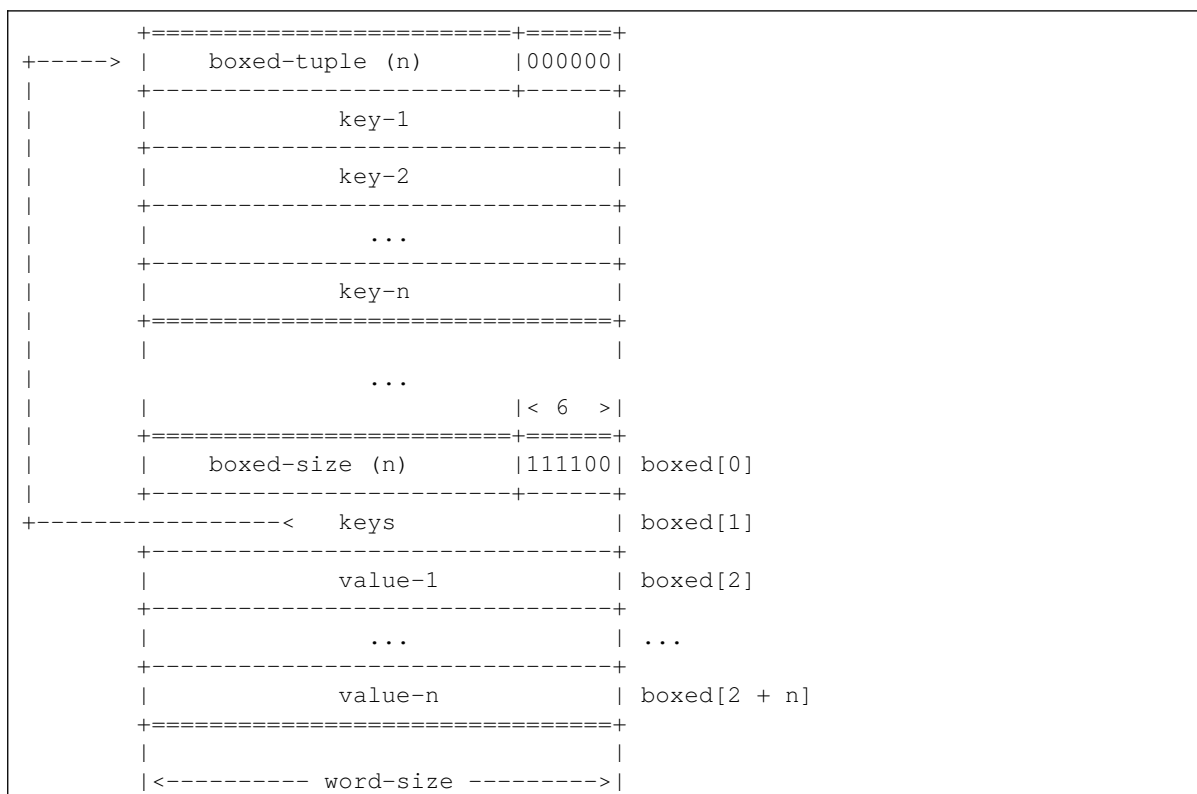 +=========================+======+
+-----> |    boxed-tuple (n)      |000000|
|       +-------------------------+------+
|       |             key-1              |
|       +--------------------------------+
|       |             key-2              |
|       +--------------------------------+
|       |               ...              |
|       +--------------------------------+
|       |             key-n              |
|       +================================+
|       |                                |
|                       ...
|       |                         |< 6  >|
|       +=========================+======+
|       |    boxed-size (n)       |111100| boxed[0]
|       +-------------------------+------+
+-----------------<   keys               | boxed[1]
        +--------------------------------+
        |             value-1            | boxed[2]
        +--------------------------------+
        |               ...              | ...
        +--------------------------------+
        |             value-n            | boxed[2 + n]
        +================================+
        |                                |
        |<---------- word-size --------->|